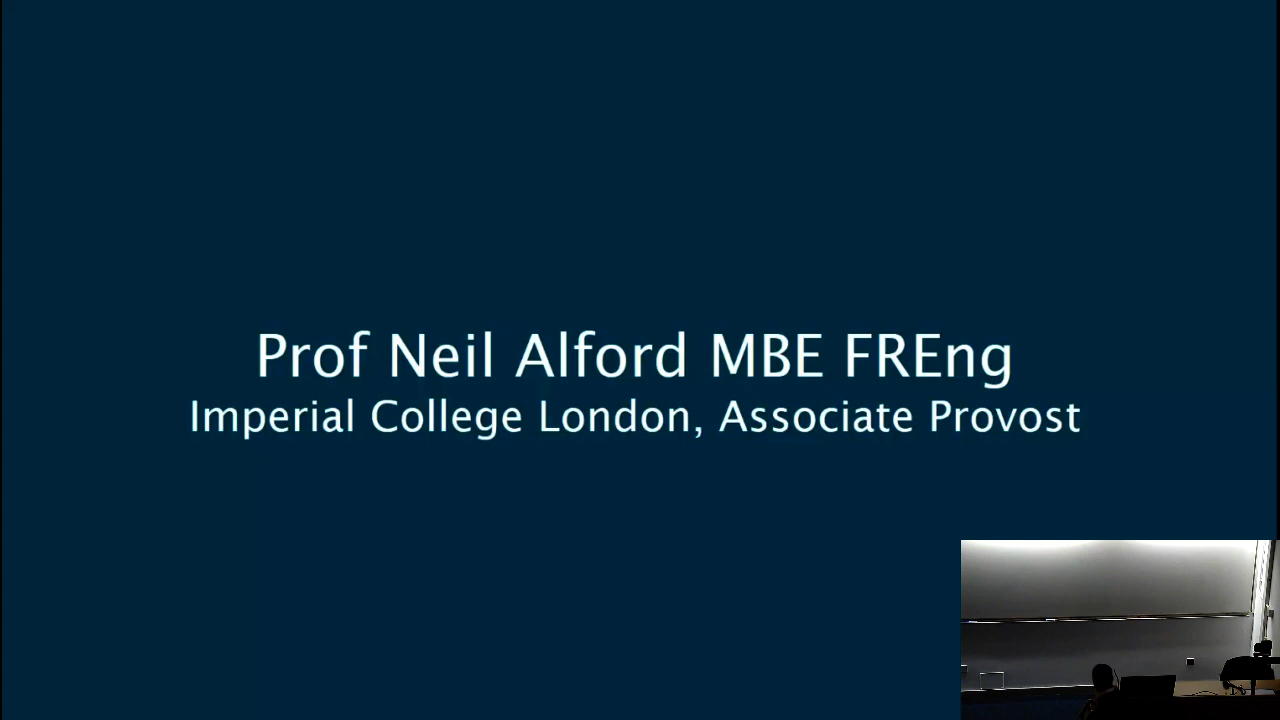 Prof Neil Alford MBE FREng
Imperial College London, Associate Provost